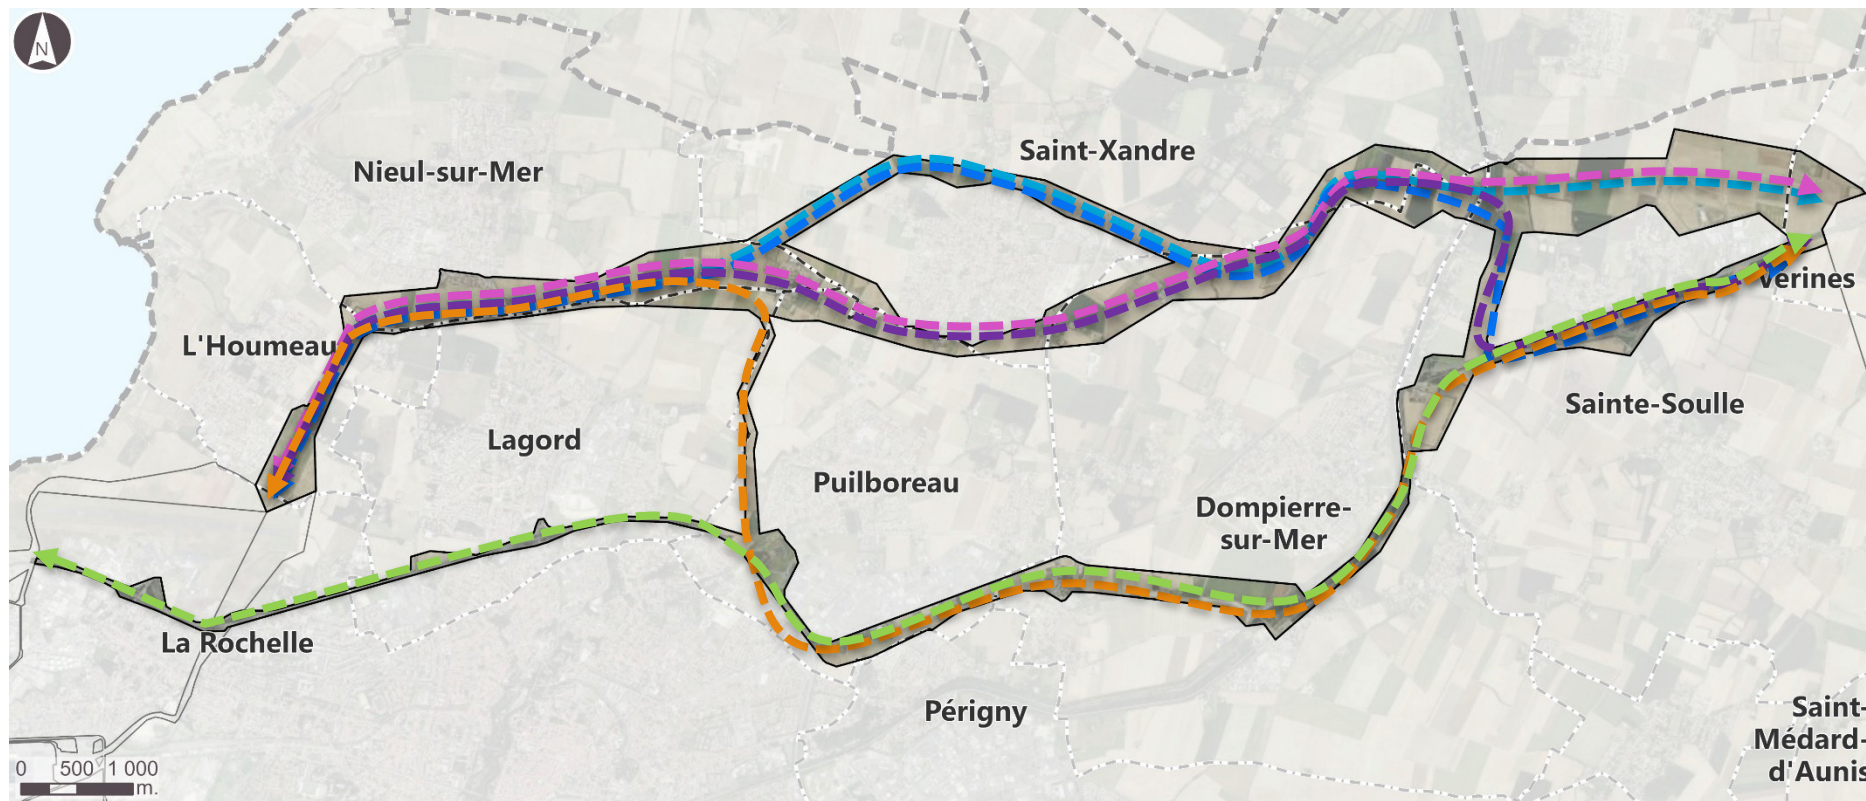 N
Saint-Xandre
Nieul-sur-Mer
Vérines
L'Houmeau
Sainte-Soulle
Lagord
Puilboreau
Dompierre-
sur-Mer
La Rochelle
Périgny
Saint-
Médard-
d'Aunis
0 500 1 000
m.